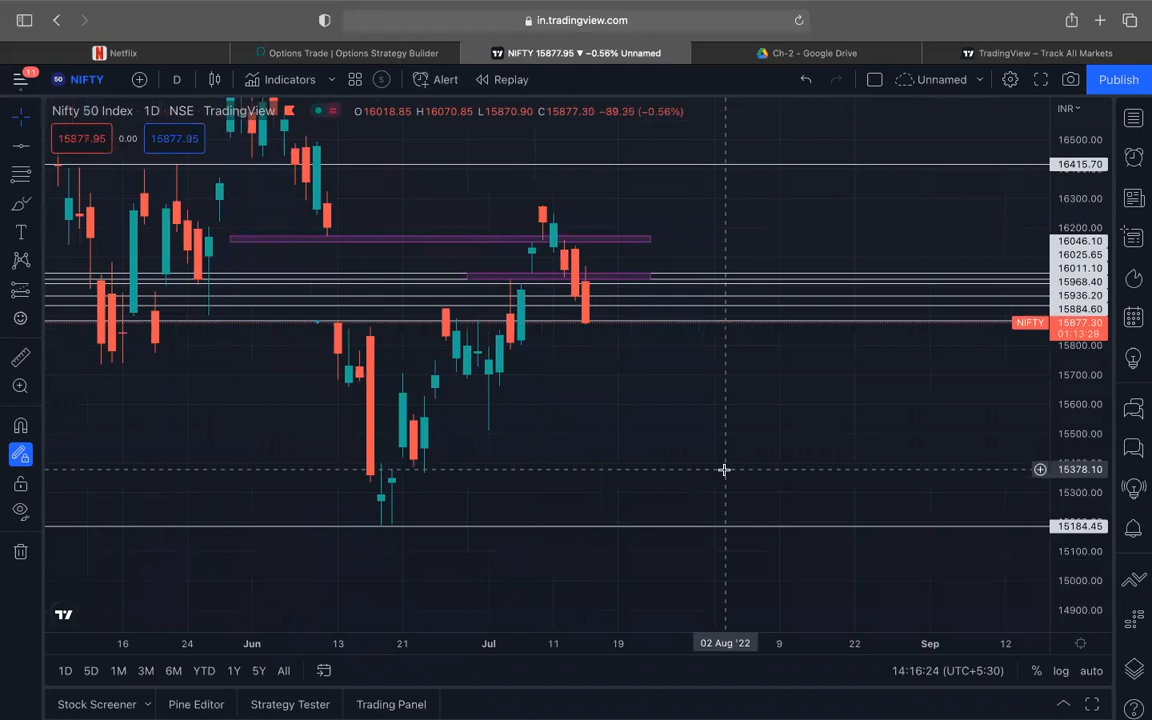 in.tradingview.com
Netflix
Options Trade | Options Strategy Builder
NIFTY 15877.95 ▼ −0.56% Unnamed
Ch-2 - Google Drive
TradingView – Track All Markets
11
50 NIFTY
D
Indicators
S
Alert
Replay
Unnamed
Publish
Nifty 50 Index · 1D · NSE · TradingView
O16018.85 H16070.85 L15870.90 C15877.30 −89.35 (−0.56%)
INR
15877.95 0.00 15877.95
16500.00
16415.70
16300.00
16200.00
16046.10
16025.65
16011.10
15968.40
15936.20
15884.60
NIFTY 15877.30
01:13:28
15800.00
15700.00
15600.00
15500.00
15378.10
15300.00
15184.45
15100.00
15000.00
14900.00
16 24 Jun 13 21 Jul 11 19 02 Aug '22 9 22 Sep 12
1D 5D 1M 3M 6M YTD 1Y 5Y All
14:16:24 (UTC+5:30)
% log auto
Stock Screener
Pine Editor
Strategy Tester
Trading Panel